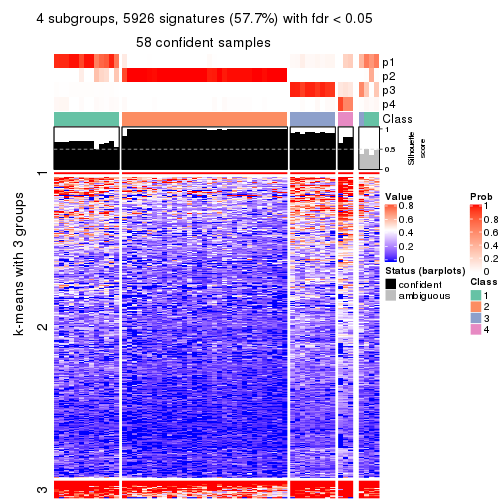 4 subgroups, 5926 signatures (57.7%) with fdr < 0.05
58 confident samples
p1
p2
p3
p4
Class
1
0.5
0
Silhouette
score
k-means with 3 groups
1
2
3
Value
0.8
0.6
0.4
0.2
0
Status (barplots)
confident
ambiguous
Prob
1
0.8
0.6
0.4
0.2
0
Class
1
2
3
4